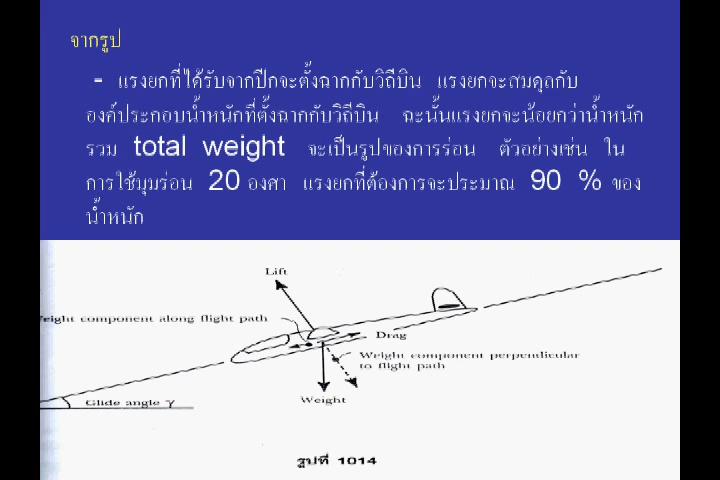 จากรูป
- แรงยกที่ได้รับจากปีกจะตั้งฉากกับวิถีบิน แรงยกจะสมดุลกับ
องค์ประกอบน้ำหนักที่ตั้งฉากกับวิถีบิน ฉะนั้นแรงยกจะน้อยกว่าน้ำหนัก
รวม total weight จะเป็นรูปของการร่อน ตัวอย่างเช่น ใน
การใช้มุมร่อน 20 องศา แรงยกที่ต้องการจะประมาณ 90 % ของ
น้ำหนัก
Lift
eight component along flight path
Drag
Weight component perpendicular
to flight path
Weight
Glide angle γ
รูปที่ 1014